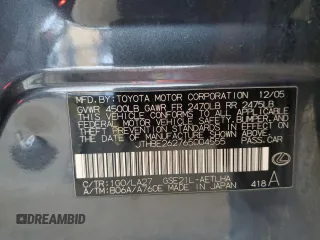 MFD. BY: TOYOTA MOTOR CORPORATION 12/05
GVWR 4500LB GAWR FR 2470LB RR 2475LB
THIS VEHICLE CONFORMS TO ALL APPLICABLE
FEDERAL MOTOR VEHICLE SAFETY, BUMPER, AND
THEFT PREVENTION STANDARDS IN EFFECT ON
THE DATE OF MANUFACTURE SHOWN ABOVE.
JTHBE262765004555 PASS. CAR
C/TR: 1G0/LA27 GSE21L-AETLHA
A/TM: B06A/A760E MADE IN JAPAN 418 A